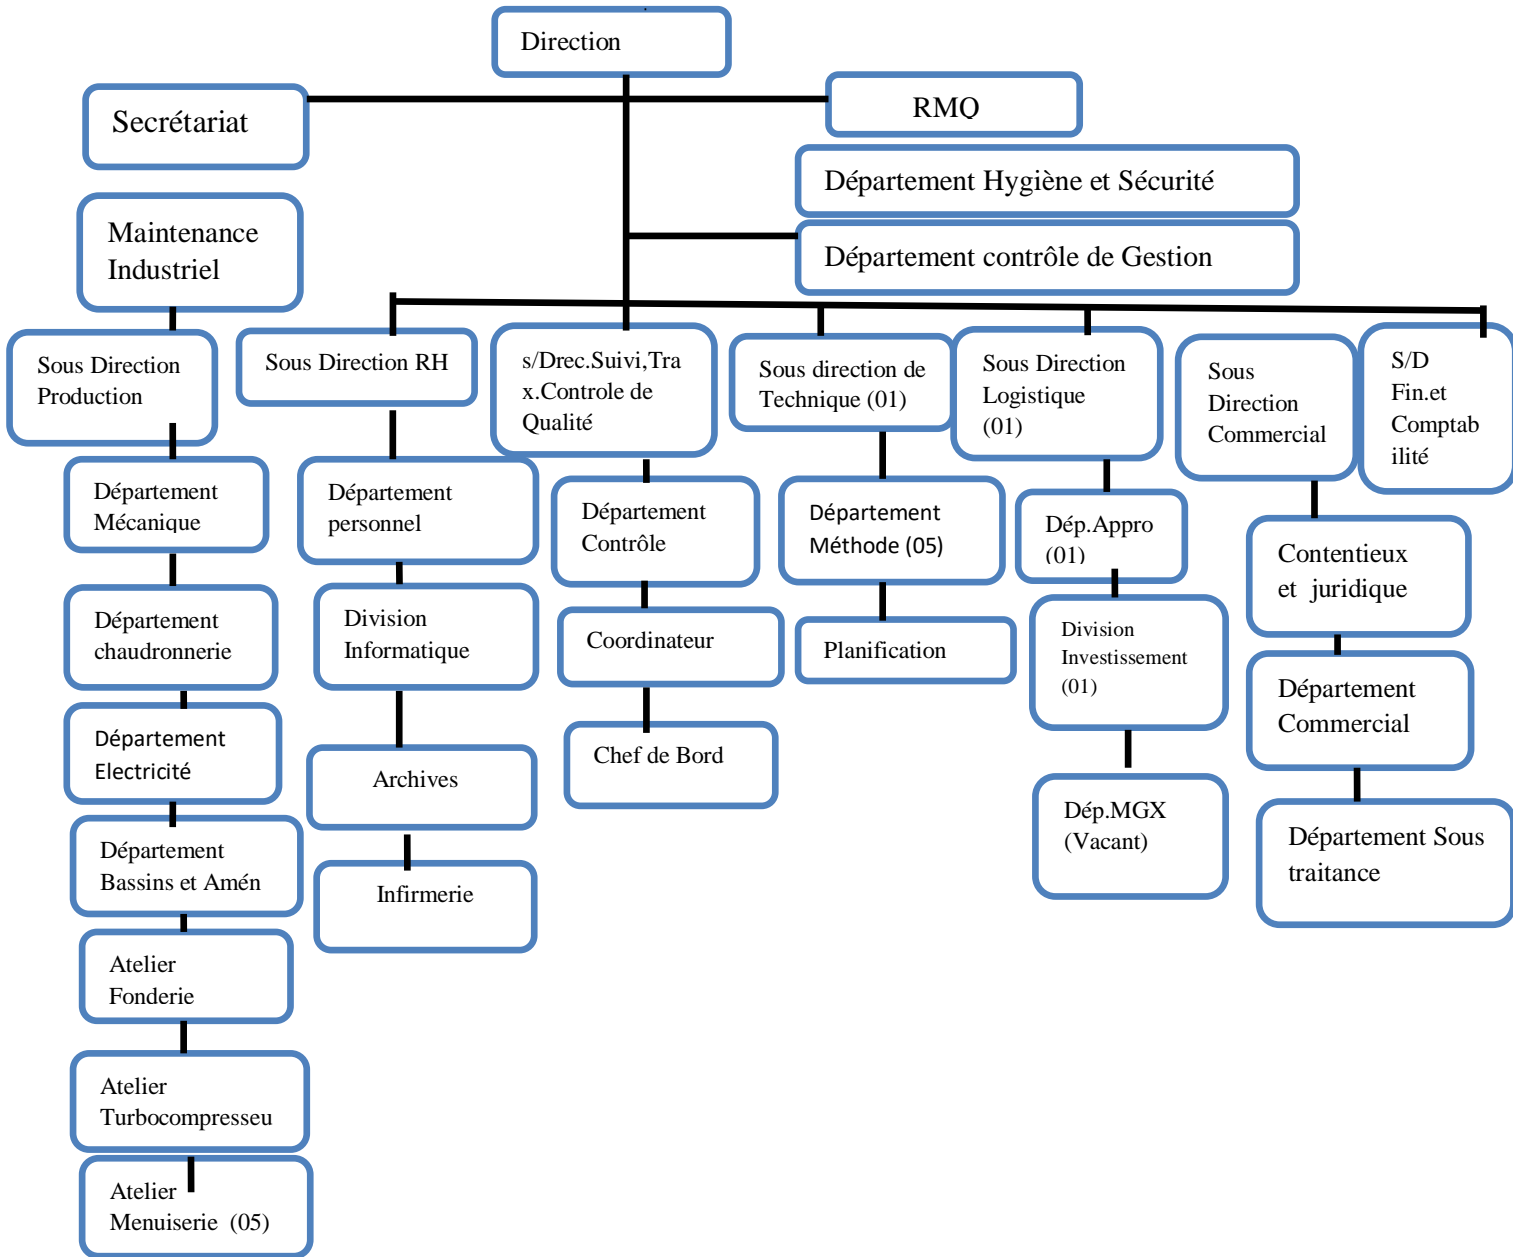 Direction
Secrétariat
RMQ
Département Hygiène et Sécurité
Maintenance
Industriel
Département contrôle de Gestion
Sous Direction
Production
Sous Direction RH
s/Drec.Suivi,Tra
x.Controle de
Qualité
Sous direction de
Technique (01)
Sous Direction
Logistique
(01)
Sous
Direction
Commercial
S/D
Fin.et
Comptab
ilité
Département
Mécanique
Département
personnel
Département
Contrôle
Département
Méthode (05)
Dép.Appro
(01)
Contentieux
et juridique
Département
chaudronnerie
Division
Informatique
Coordinateur
Planification
Division
Investissement
(01)
Département
Commercial
Département
Electricité
Archives
Chef de Bord
Dép.MGX
(Vacant)
Département Sous
traitance
Département
Bassins et Amén
Infirmerie
Atelier
Fonderie
Atelier
Turbocompresseu
Atelier
Menuiserie (05)